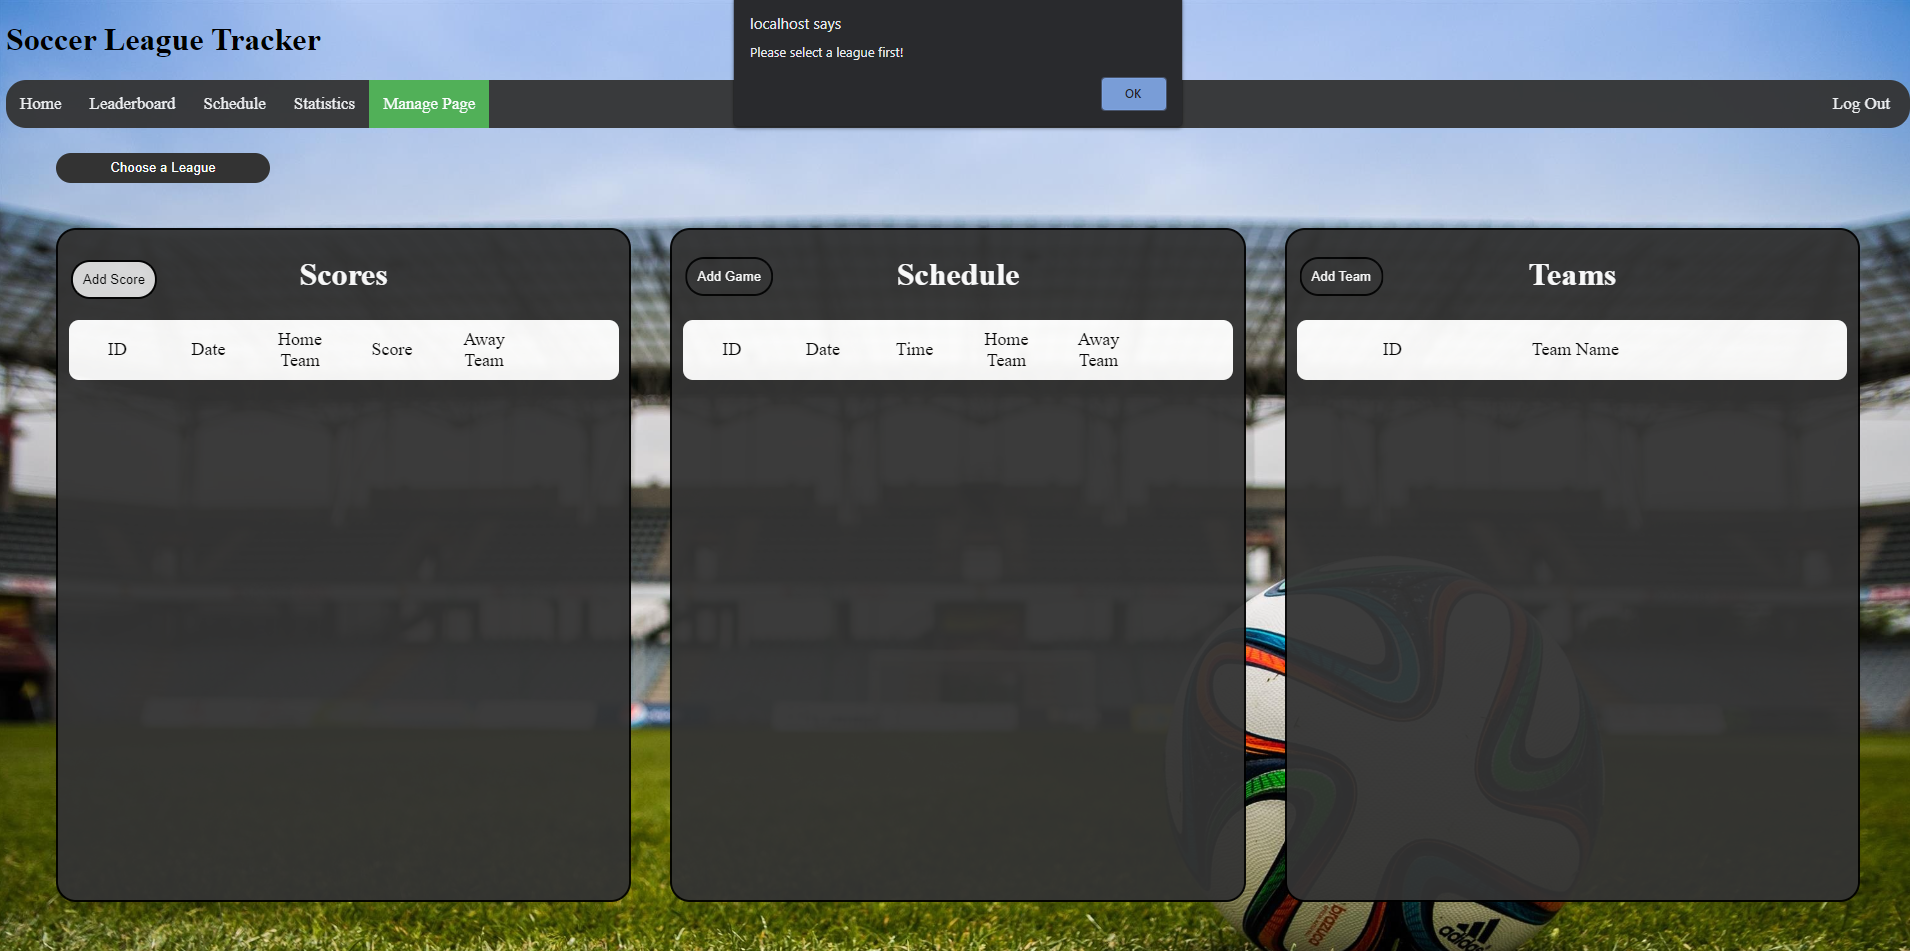 Soccer League Tracker
localhost says
Please select a league first!
OK
Home Leaderboard Schedule Statistics Manage Page Log Out
Choose a League
Add Score Scores
ID Date Home Team Score Away Team
Add Game Schedule
ID Date Time Home Team Away Team
Add Team Teams
ID Team Name
brazuca
adidas